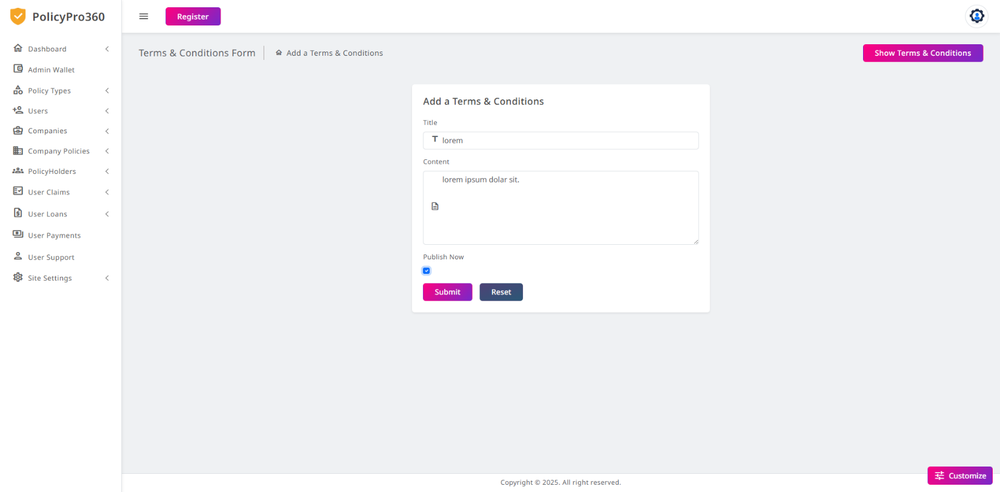 PolicyPro360
Register
Dashboard
Admin Wallet
Policy Types
Users
Companies
Company Policies
PolicyHolders
User Claims
User Loans
User Payments
User Support
Site Settings
Terms & Conditions Form
Add a Terms & Conditions
Show Terms & Conditions
Add a Terms & Conditions
Title
lorem
Content
lorem ipsum dolar sit.
Publish Now
Submit
Reset
Copyright © 2025. All right reserved.
Customize